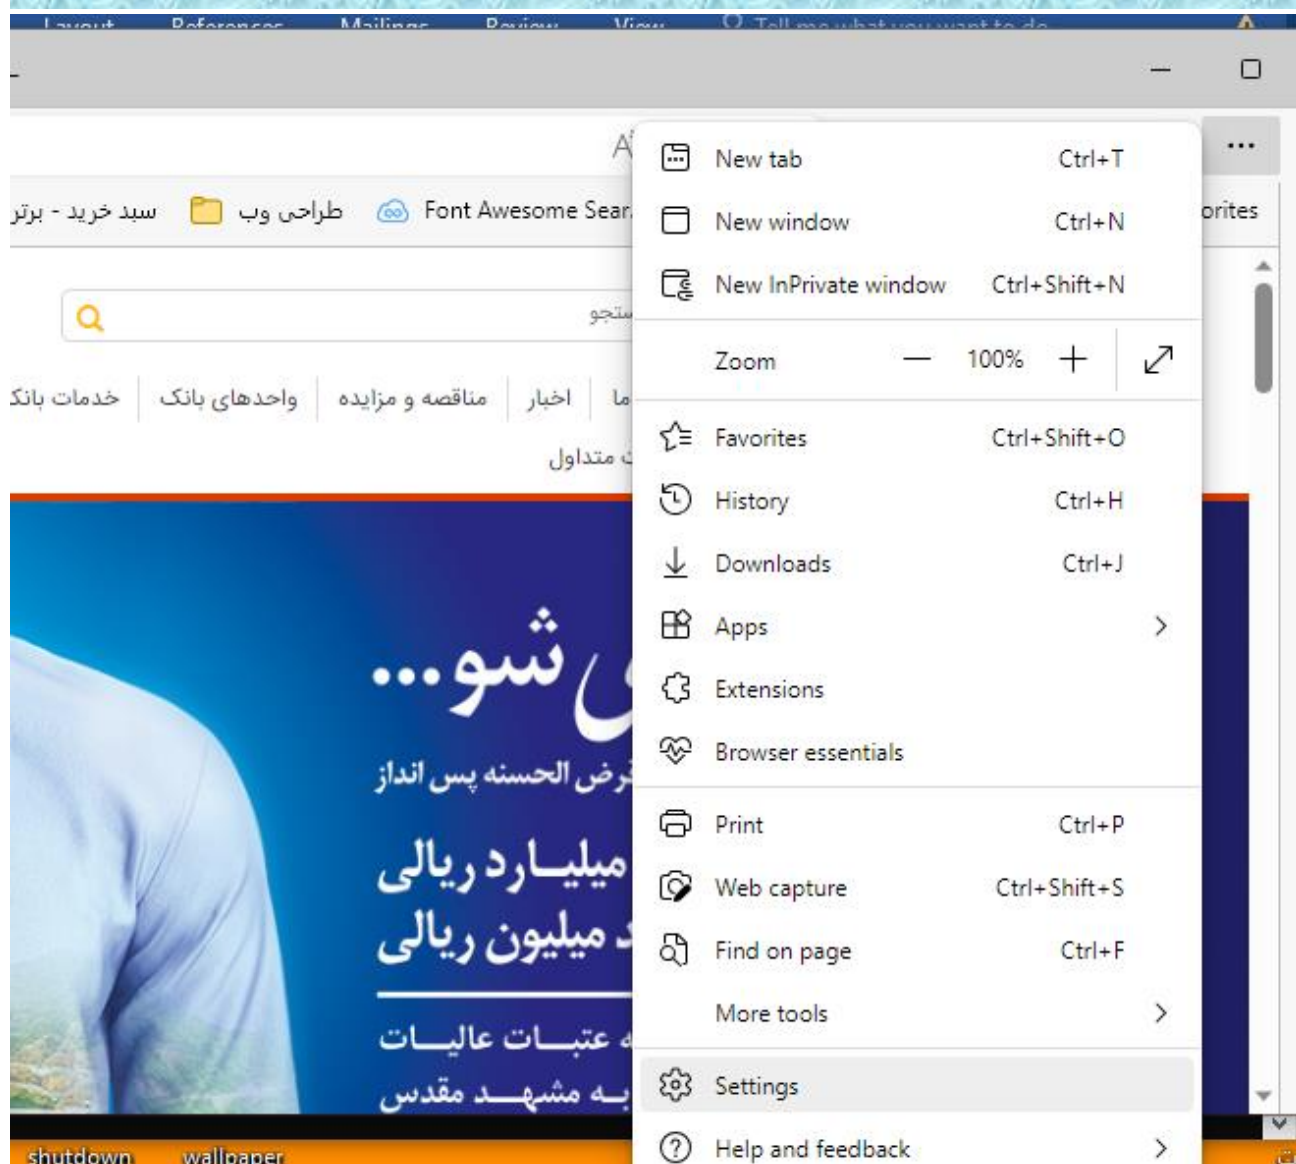 Layout References Mailings Review View Tell me what you want to do
New tab Ctrl+T
سبد خرید - برتر طراحی وب Font Awesome Sear. orites
New window Ctrl+N
New InPrivate window Ctrl+Shift+N
Zoom 100%
ما اخبار مناقصه و مزایده واحدهای بانک خدمات بانک
Favorites Ctrl+Shift+O
متداول
History Ctrl+H
Downloads Ctrl+J
Apps
شو...
Extensions
Browser essentials
قرض الحسنه پس انداز
Print Ctrl+P
میلیارد ریالی
Web capture Ctrl+Shift+S
میلیون ریالی
Find on page Ctrl+F
More tools
عتبات عالیات
Settings
به مشهد مقدس
Help and feedback
shutdown wallpaper